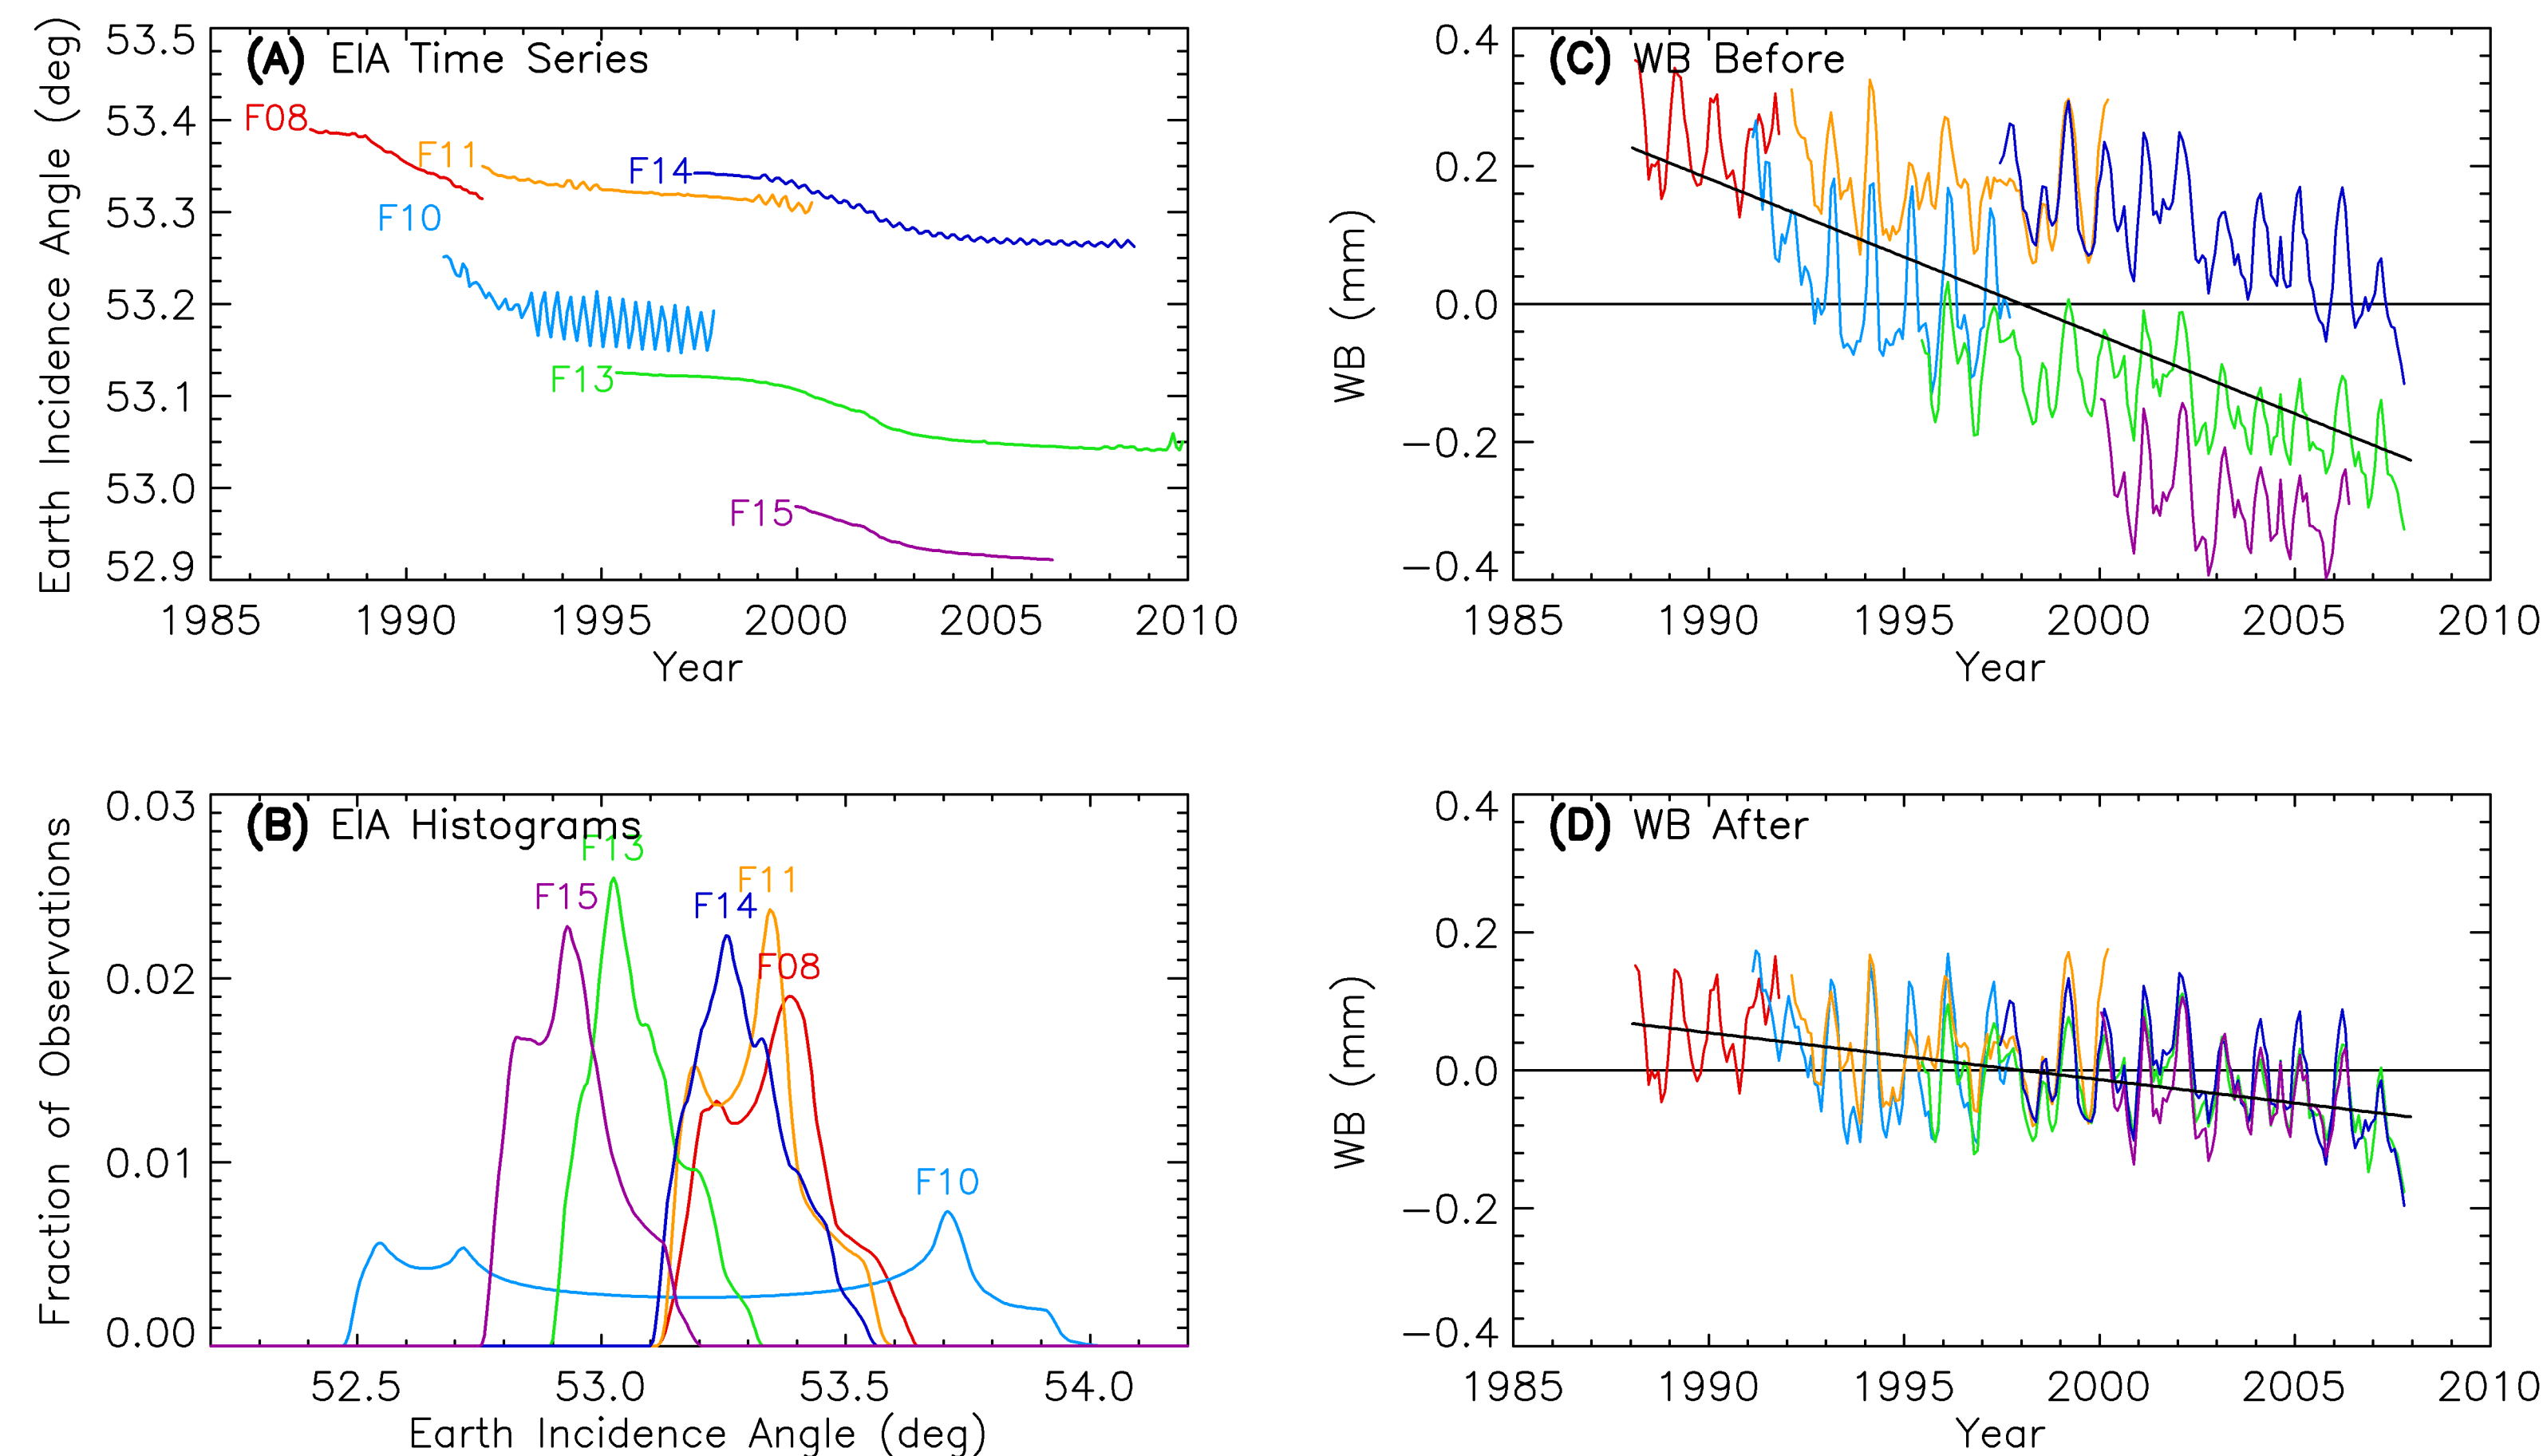 (A) EIA Time Series
Earth Incidence Angle (deg)
53.5
53.4
53.3
53.2
53.1
53.0
52.9
F08
F11
F14
F10
F13
F15
1985 1990 1995 2000 2005 2010
Year
(C) WB Before
WB (mm)
0.4
0.2
0.0
−0.2
−0.4
1985 1990 1995 2000 2005 2010
Year
(B) EIA Histograms
Fraction of Observations
0.03
0.02
0.01
0.00
F13
F11
F15
F14
F08
F10
52.5 53.0 53.5 54.0
Earth Incidence Angle (deg)
(D) WB After
WB (mm)
0.4
0.2
0.0
−0.2
−0.4
1985 1990 1995 2000 2005 2010
Year